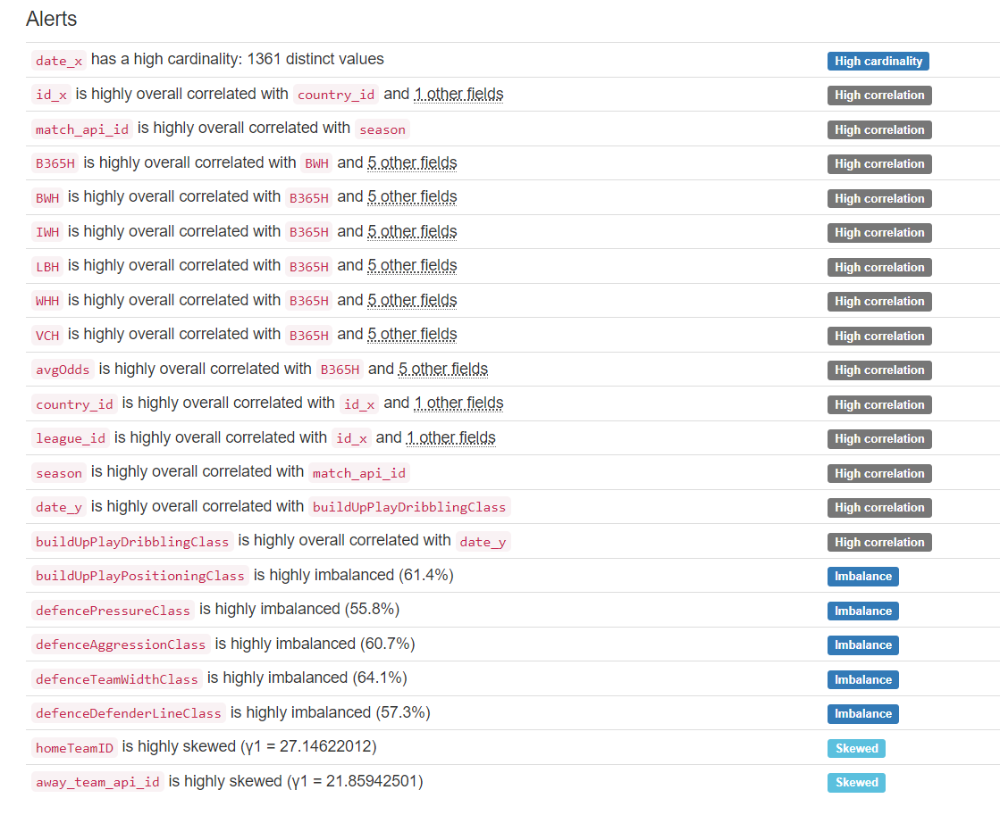 Alerts
date_x has a high cardinality: 1361 distinct values High cardinality
id_x is highly overall correlated with country_id and 1 other fields High correlation
match_api_id is highly overall correlated with season High correlation
B365H is highly overall correlated with BWH and 5 other fields High correlation
BWH is highly overall correlated with B365H and 5 other fields High correlation
IWH is highly overall correlated with B365H and 5 other fields High correlation
LBH is highly overall correlated with B365H and 5 other fields High correlation
WHH is highly overall correlated with B365H and 5 other fields High correlation
VCH is highly overall correlated with B365H and 5 other fields High correlation
avgOdds is highly overall correlated with B365H and 5 other fields High correlation
country_id is highly overall correlated with id_x and 1 other fields High correlation
league_id is highly overall correlated with id_x and 1 other fields High correlation
season is highly overall correlated with match_api_id High correlation
date_y is highly overall correlated with buildUpPlayDribblingClass High correlation
buildUpPlayDribblingClass is highly overall correlated with date_y High correlation
buildUpPlayPositioningClass is highly imbalanced (61.4%) Imbalance
defencePressureClass is highly imbalanced (55.8%) Imbalance
defenceAggressionClass is highly imbalanced (60.7%) Imbalance
defenceTeamWidthClass is highly imbalanced (64.1%) Imbalance
defenceDefenderLineClass is highly imbalanced (57.3%) Imbalance
homeTeamID is highly skewed (γ1 = 27.14622012) Skewed
away_team_api_id is highly skewed (γ1 = 21.85942501) Skewed